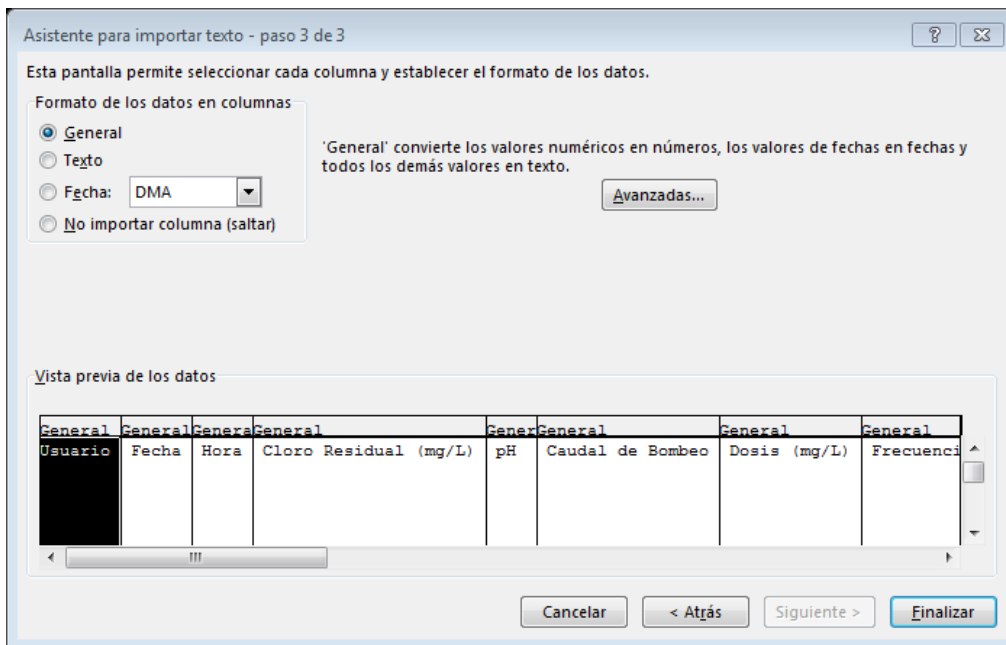 Asistente para importar texto - paso 3 de 3
Esta pantalla permite seleccionar cada columna y establecer el formato de los datos.
Formato de los datos en columnas
General
Texto
Fecha: DMA
No importar columna (saltar)
'General' convierte los valores numéricos en números, los valores de fechas en fechas y
todos los demás valores en texto.
Avanzadas...
Vista previa de los datos
General General Genera General Gener General General General
Usuario Fecha Hora Cloro Residual (mg/L) pH Caudal de Bombeo Dosis (mg/L) Frecuenci
Cancelar < Atrás Siguiente > Finalizar